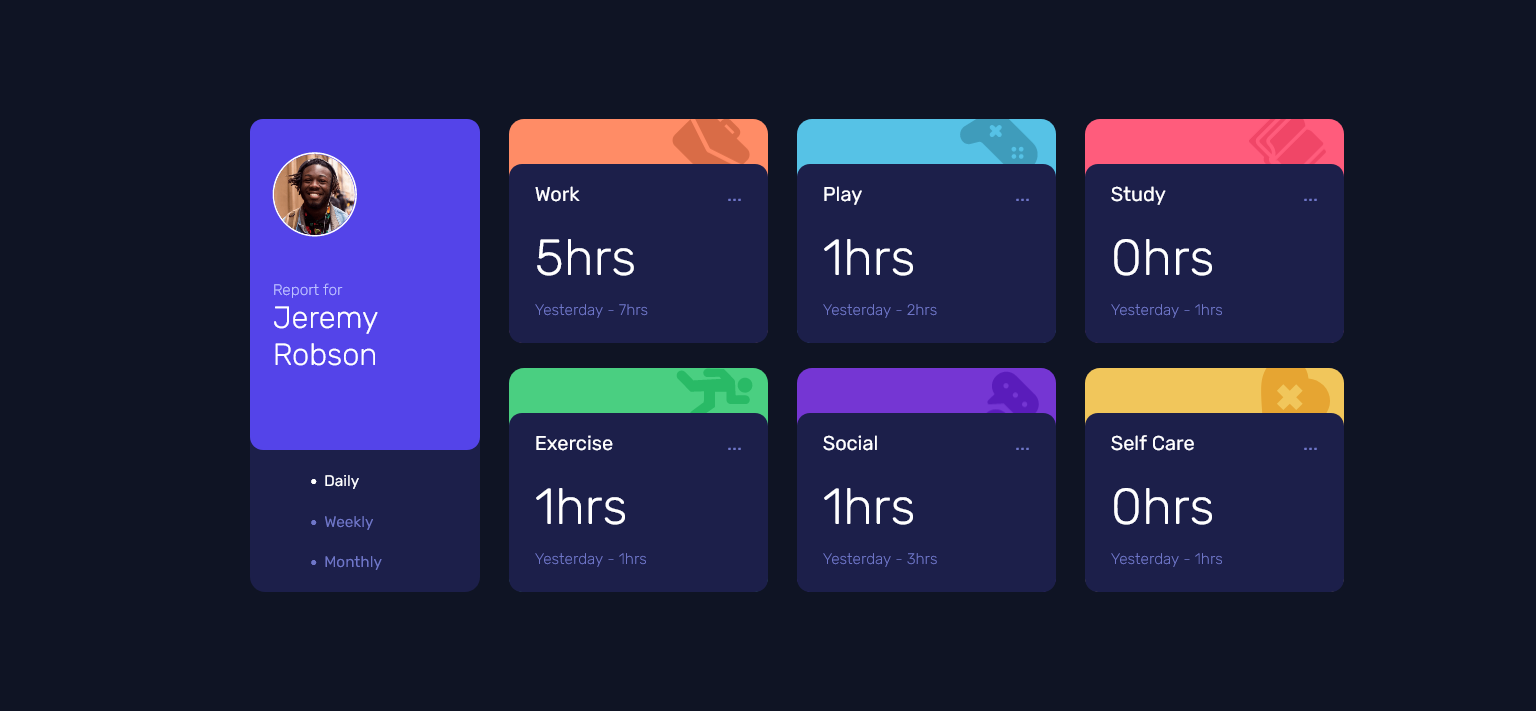 Report for
Jeremy
Robson
Daily
Weekly
Monthly
Work
...
5hrs
Yesterday - 7hrs
Play
...
1hrs
Yesterday - 2hrs
Study
...
0hrs
Yesterday - 1hrs
Exercise
...
1hrs
Yesterday - 1hrs
Social
...
1hrs
Yesterday - 3hrs
Self Care
...
0hrs
Yesterday - 1hrs